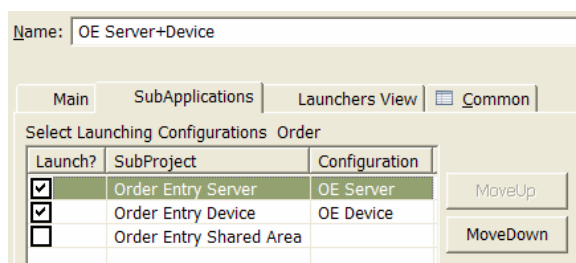 Name: OE Server+Device
Main SubApplications Launchers View Common
Select Launching Configurations Order
Launch? SubProject Configuration
Order Entry Server OE Server MoveUp
Order Entry Device OE Device
Order Entry Shared Area MoveDown